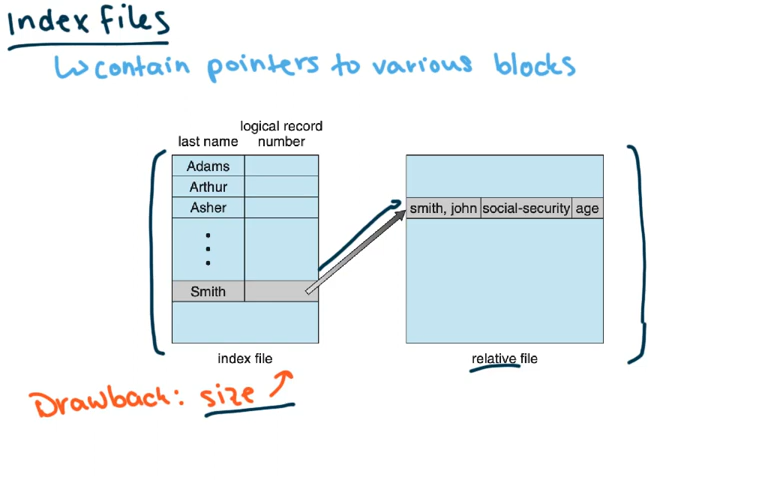 Index files
↳ contain pointers to various blocks
last name
logical record
number
Adams
Arthur
Asher
Smith
smith, john social-security age
index file
relative file
Drawback: size ↗